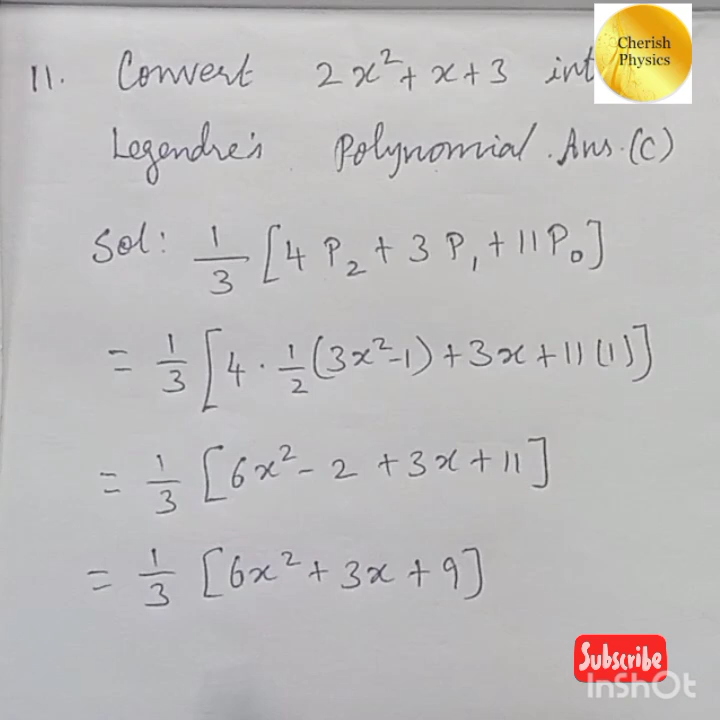 11. Convert 2x² + x + 3 int
Cherish
Physics
Legendre's Polynomial. Ans. (C)
Sol: 1/3 [4 P₂ + 3 P₁ + 11 P₀]
= 1/3 [4 · 1/2 (3x² - 1) + 3x + 11 (1)]
= 1/3 [6x² - 2 + 3x + 11]
= 1/3 [6x² + 3x + 9]
Subscribe
InShOt